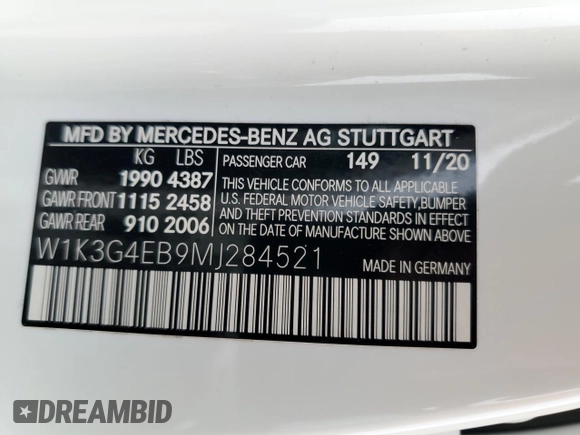 MFD BY MERCEDES-BENZ AG STUTTGART
KG LBS
GVWR 1990 4387
GAWR FRONT 1115 2458
GAWR REAR 910 2006
PASSENGER CAR 149 11/20
THIS VEHICLE CONFORMS TO ALL APPLICABLE
U.S. FEDERAL MOTOR VEHICLE SAFETY, BUMPER
AND THEFT PREVENTION STANDARDS IN EFFECT
ON THE DATE OF MANUFACTURE SHOWN ABOVE.
W1K3G4EB9MJ284521
MADE IN GERMANY
DREAMBID